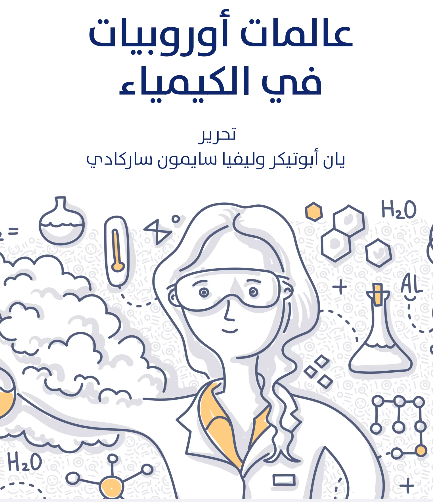 عالمات أوروبيات
في الكيمياء
تحرير
يان أبوتيكر وليفيا سايمون ساركادي
H₂O
=
AL
H₂O